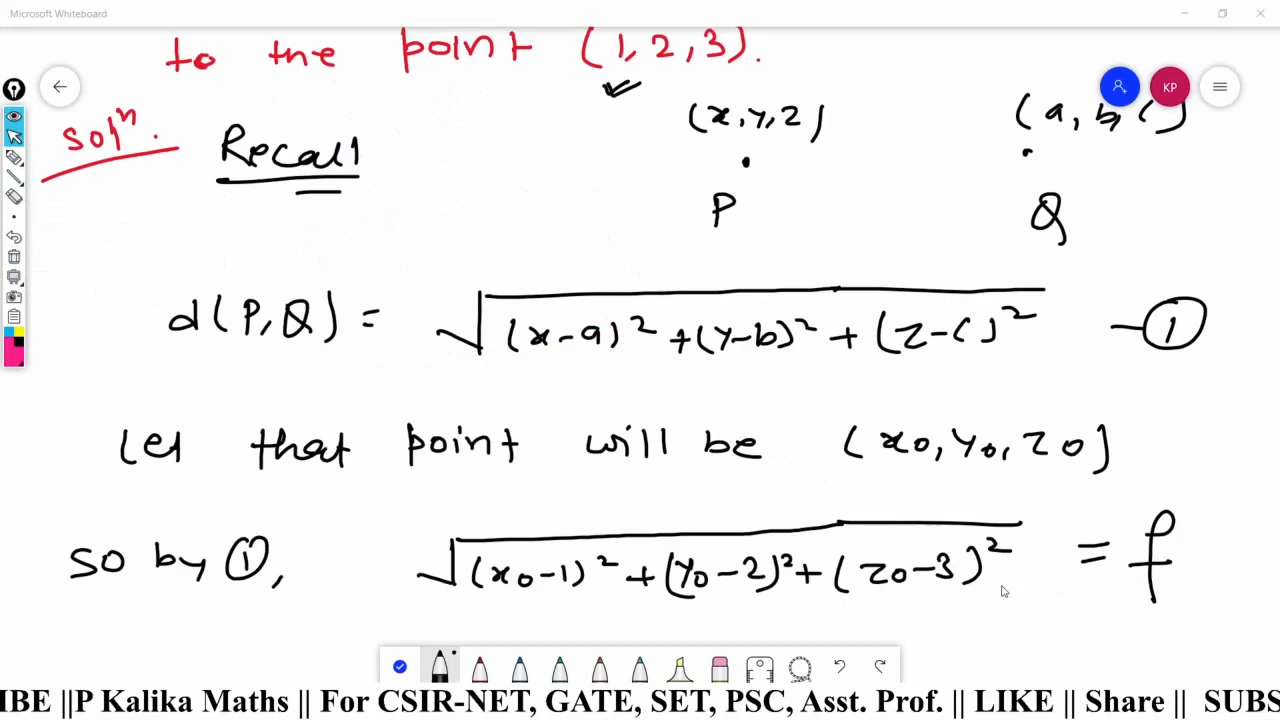 Microsoft Whiteboard
to the point (1,2,3).
KP
Solⁿ.
Recall
(x,y,z)
(a,b,c)
P
Q
d(P,Q) = √((x-a)² + (y-b)² + (z-c)²) —①
Let that point will be (x₀,y₀,z₀)
So by ①, √((x₀-1)² + (y₀-2)² + (z₀-3)²) = f
IBE ||P Kalika Maths || For CSIR-NET, GATE, SET, PSC, Asst. Prof. || LIKE || Share || SUBS